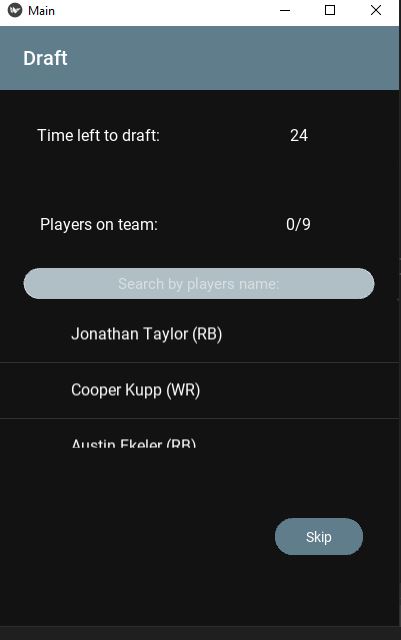 Main
Draft
Time left to draft: 24
Players on team: 0/9
Search by players name:
Jonathan Taylor (RB)
Cooper Kupp (WR)
Austin Ekeler (RB)
Skip